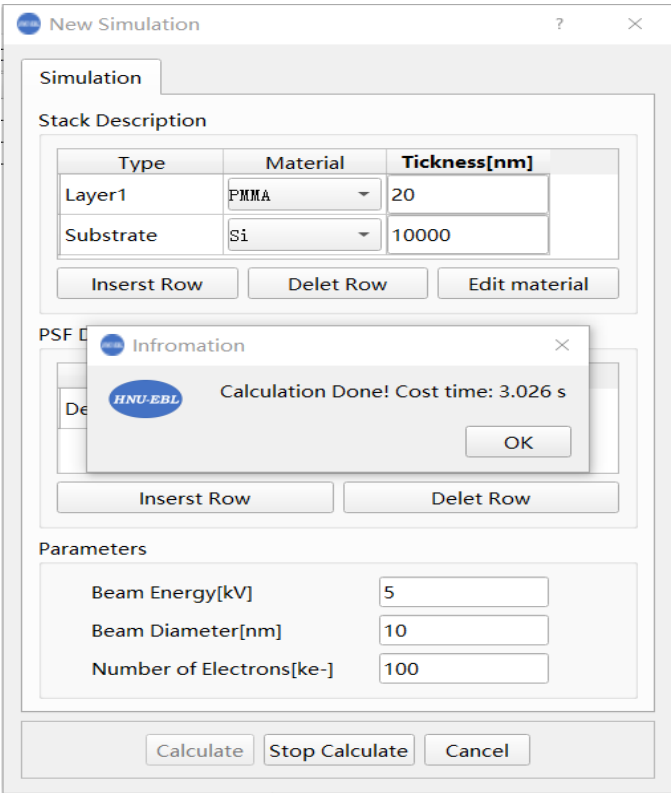 New Simulation
Simulation
Stack Description
Type Material Tickness[nm]
Layer1 PMMA 20
Substrate Si 10000
Inserst Row Delet Row Edit material
PSF
Infromation
HNU-EBL Calculation Done! Cost time: 3.026 s
De
OK
Inserst Row Delet Row
Parameters
Beam Energy[kV] 5
Beam Diameter[nm] 10
Number of Electrons[ke-] 100
Calculate Stop Calculate Cancel